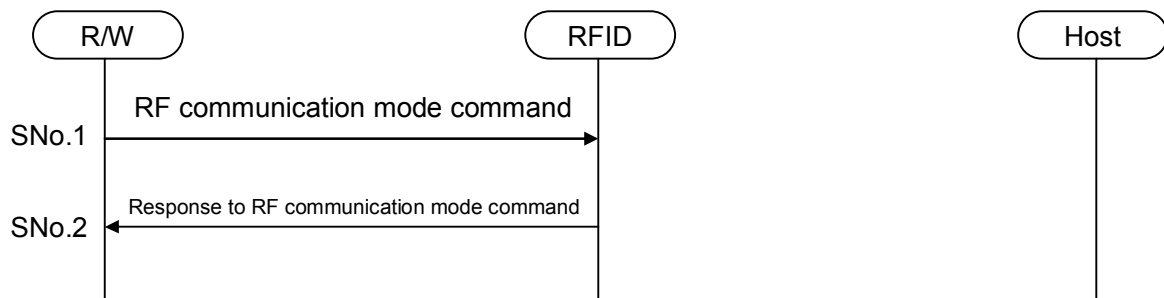 R/W
RFID
Host
RF communication mode command
SNo.1
Response to RF communication mode command
SNo.2